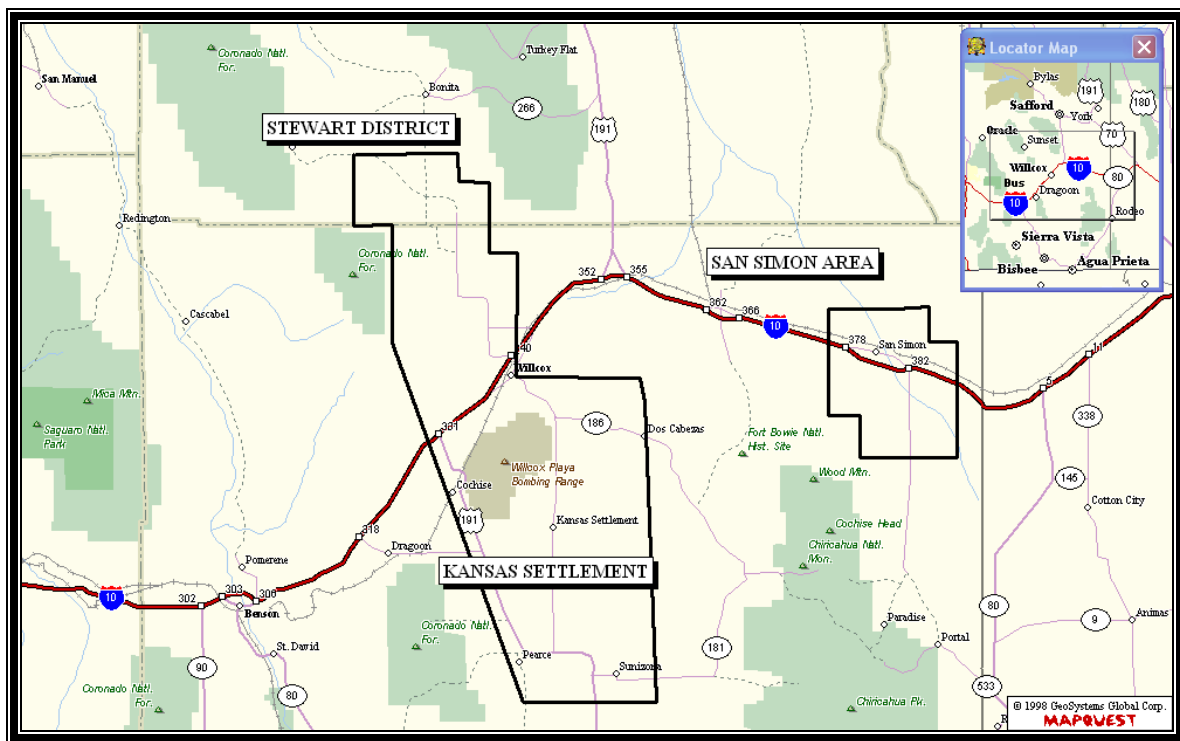 Coronado Natl.
For.
Turkey Flat
San Manuel
Bonita
266
191
STEWART DISTRICT
Redington
Coronado Natl.
For.
Cascabel
352
355
SAN SIMON AREA
362
366
10
378
San Simon
382
5
11
338
340
Willcox
Mica Mtn.
Saguaro Natl.
Park
331
186
Dos Cabezas
Fort Bowie Natl.
Hist. Site
Willcox Playa
Bombing Range
Wood Mtn.
145
Cotton City
Cochise
191
Kansas Settlement
Cochise Head
Chiricahua Natl.
Mon.
318
Dragoon
Pomerene
KANSAS SETTLEMENT
10
302
303
306
Benson
80
9
Animas
Paradise
Portal
St. David
Coronado Natl.
For.
181
Pearce
Sunizona
90
80
Coronado Natl.
For.
533
Chiricahua Pk.
R
© 1998 GeoSystems Global Corp.
MAPQUEST
Locator Map
Bylas
191
180
Safford
York
70
Oracle
Sunset
Willcox
10
80
Bus
Dragoon
10
Rodeo
Sierra Vista
Bisbee
Agua Prieta